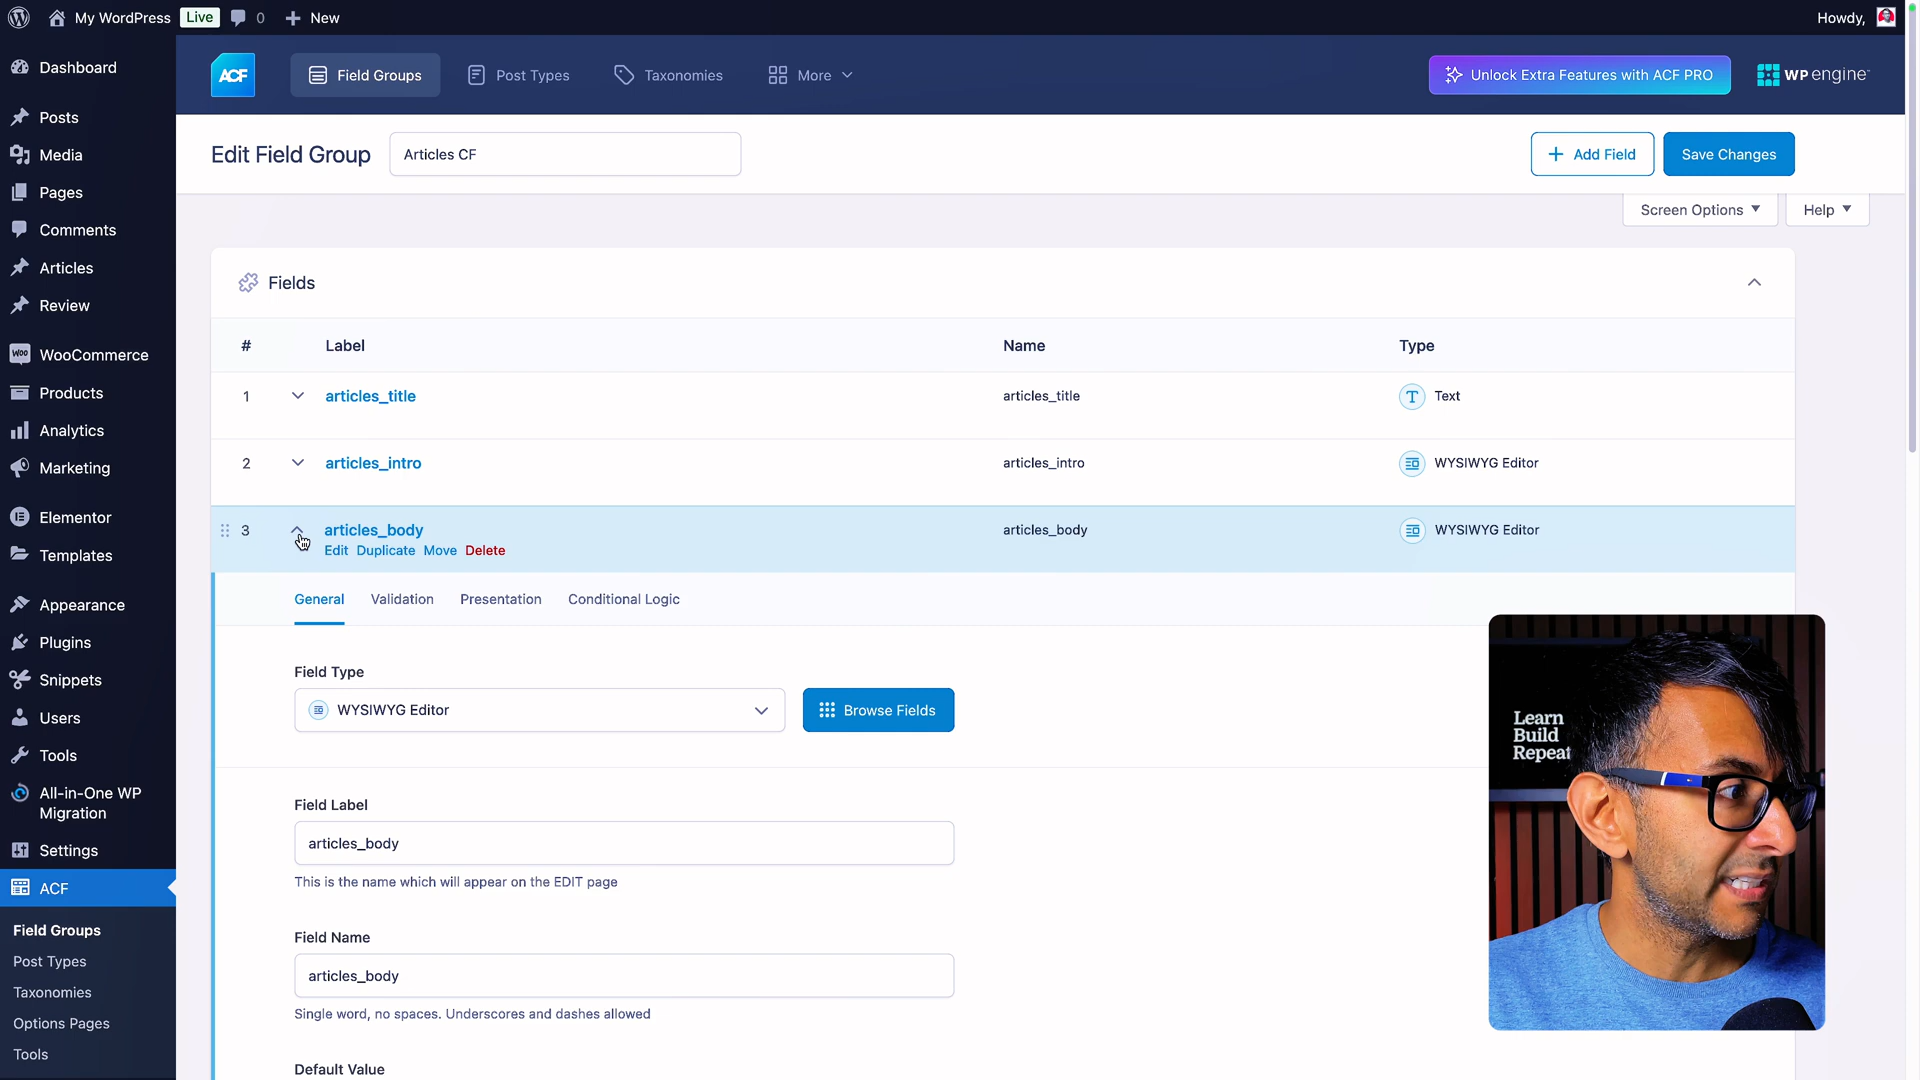 My WordPress Live 0 New Howdy,
Dashboard
Posts
Media
Pages
Comments
Articles
Review
WooCommerce
Products
Analytics
Marketing
Elementor
Templates
Appearance
Plugins
Snippets
Users
Tools
All-in-One WP
Migration
Settings
ACF
Field Groups
Post Types
Taxonomies
Options Pages
Tools
ACF Field Groups Post Types Taxonomies More Unlock Extra Features with ACF PRO WP engine
Edit Field Group Articles CF + Add Field Save Changes
Screen Options Help
Fields
# Label Name Type
1 articles_title articles_title Text
2 articles_intro articles_intro WYSIWYG Editor
3 articles_body articles_body WYSIWYG Editor
Edit Duplicate Move Delete
General Validation Presentation Conditional Logic
Field Type
WYSIWYG Editor Browse Fields
Field Label
articles_body
This is the name which will appear on the EDIT page
Field Name
articles_body
Single word, no spaces. Underscores and dashes allowed
Default Value
Learn
Build
Repeat